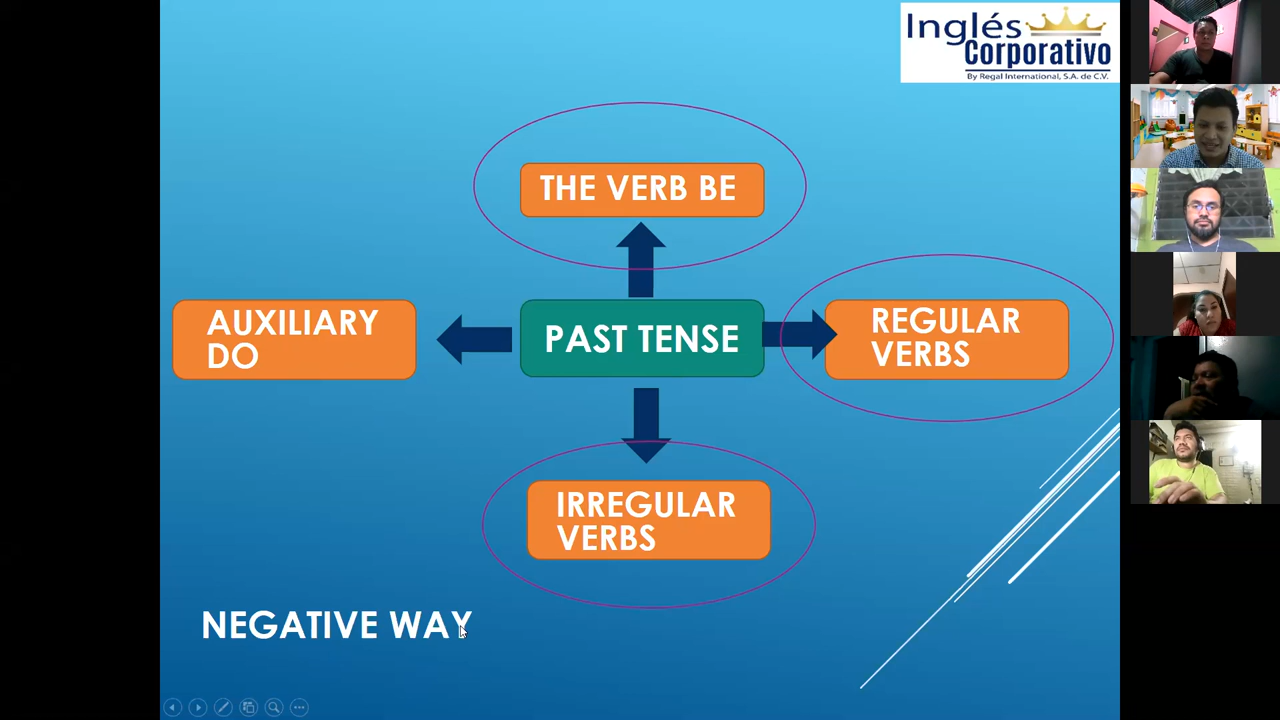 Inglés
Corporativo
By Regal International, S.A. de C.V.
THE VERB BE
AUXILIARY
DO
PAST TENSE
REGULAR
VERBS
IRREGULAR
VERBS
NEGATIVE WAY